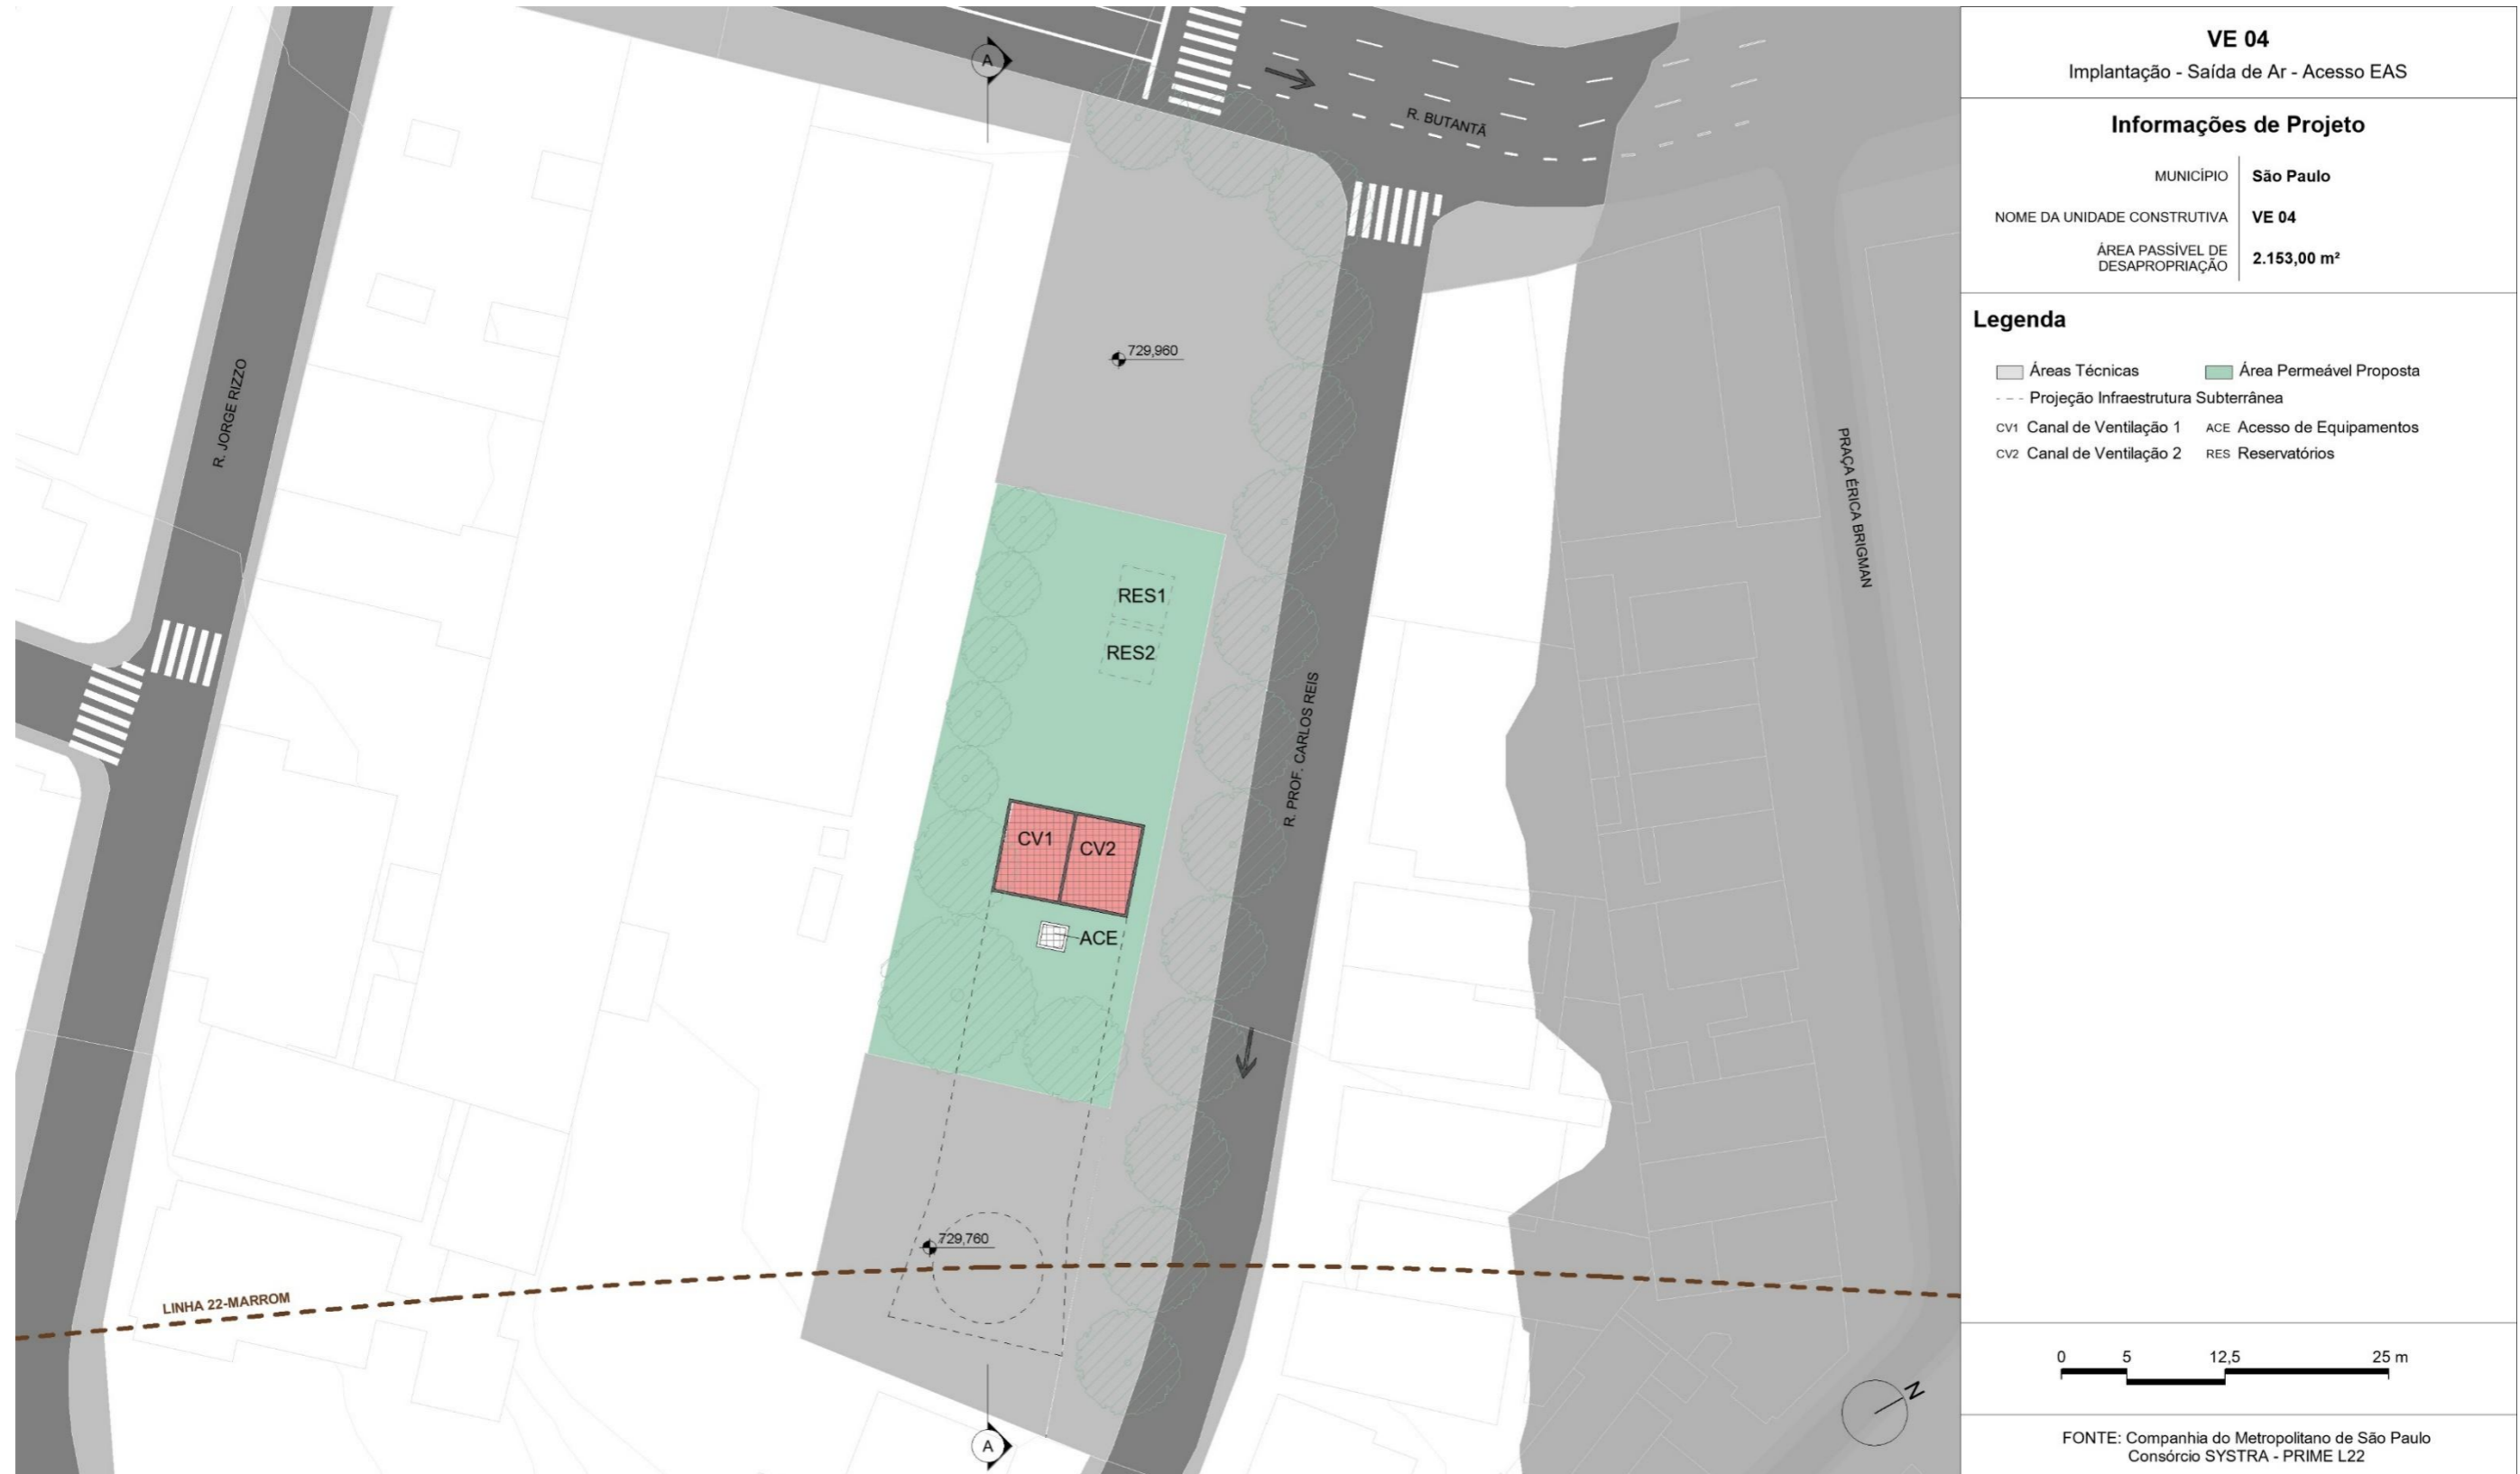 A
R. BUTANTÃ
729,960
R. JORGE RIZZO
PRAÇA ÉRICA BRIGMAN
RES1
RES2
R. PROF. CARLOS REIS
CV1
CV2
ACE
729,760
LINHA 22-MARROM
A
VE 04
Implantação - Saída de Ar - Acesso EAS
Informações de Projeto
MUNICÍPIO São Paulo
NOME DA UNIDADE CONSTRUTIVA VE 04
ÁREA PASSÍVEL DE
DESAPROPRIAÇÃO 2.153,00 m²
Legenda
Áreas Técnicas Área Permeável Proposta
Projeção Infraestrutura Subterrânea
CV1 Canal de Ventilação 1 ACE Acesso de Equipamentos
CV2 Canal de Ventilação 2 RES Reservatórios
0 5 12,5 25 m
N
FONTE: Companhia do Metropolitano de São Paulo
Consórcio SYSTRA - PRIME L22